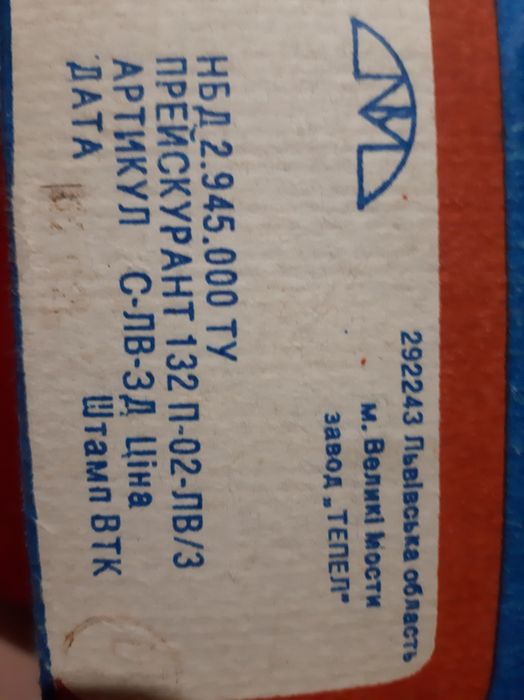 292243 Львівська область
м. Великі Мости
завод „ТЕПЕЛ"
НБД 2.945.000 ТУ
ПРЕЙСКУРАНТ 132 П-02-ЛВ/3
АРТИКУЛ С-ЛВ-3Д Ціна
ДАТА Штамп ВТК